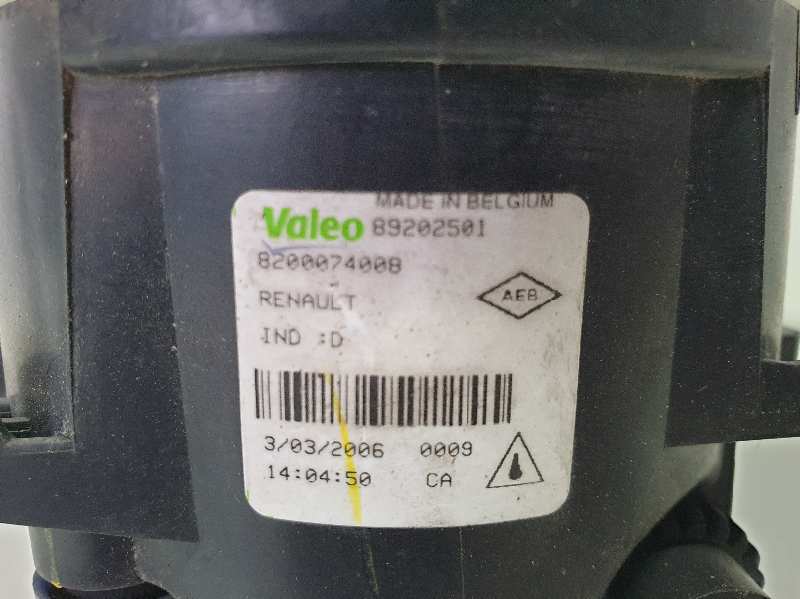 MADE IN BELGIUM
Valeo 89202501
8200074008
RENAULT AEB
IND :D
3/03/2006 0009
14:04:50 CA